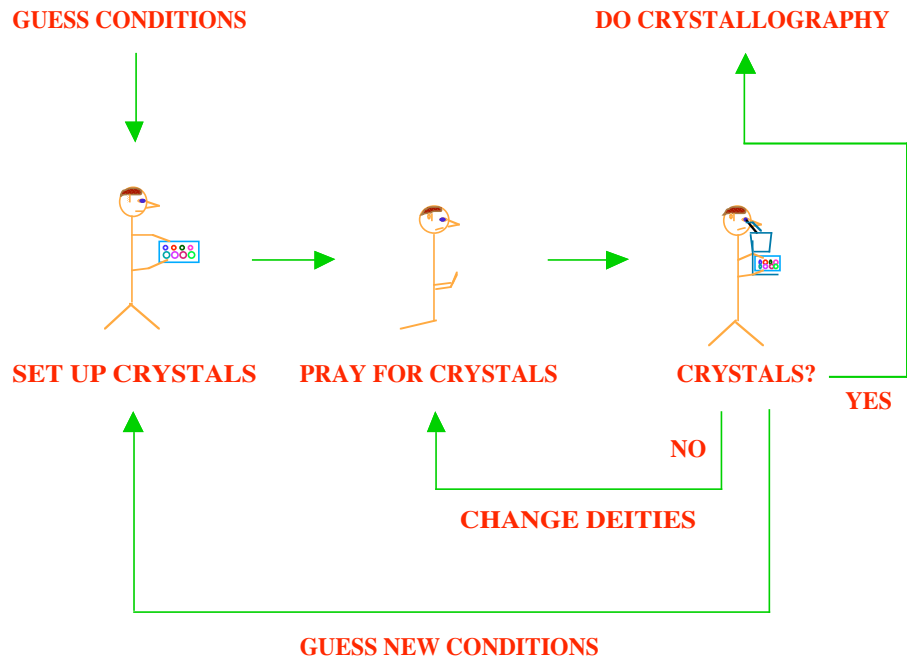 GUESS CONDITIONS
DO CRYSTALLOGRAPHY
SET UP CRYSTALS
PRAY FOR CRYSTALS
CRYSTALS?
YES
NO
CHANGE DEITIES
GUESS NEW CONDITIONS